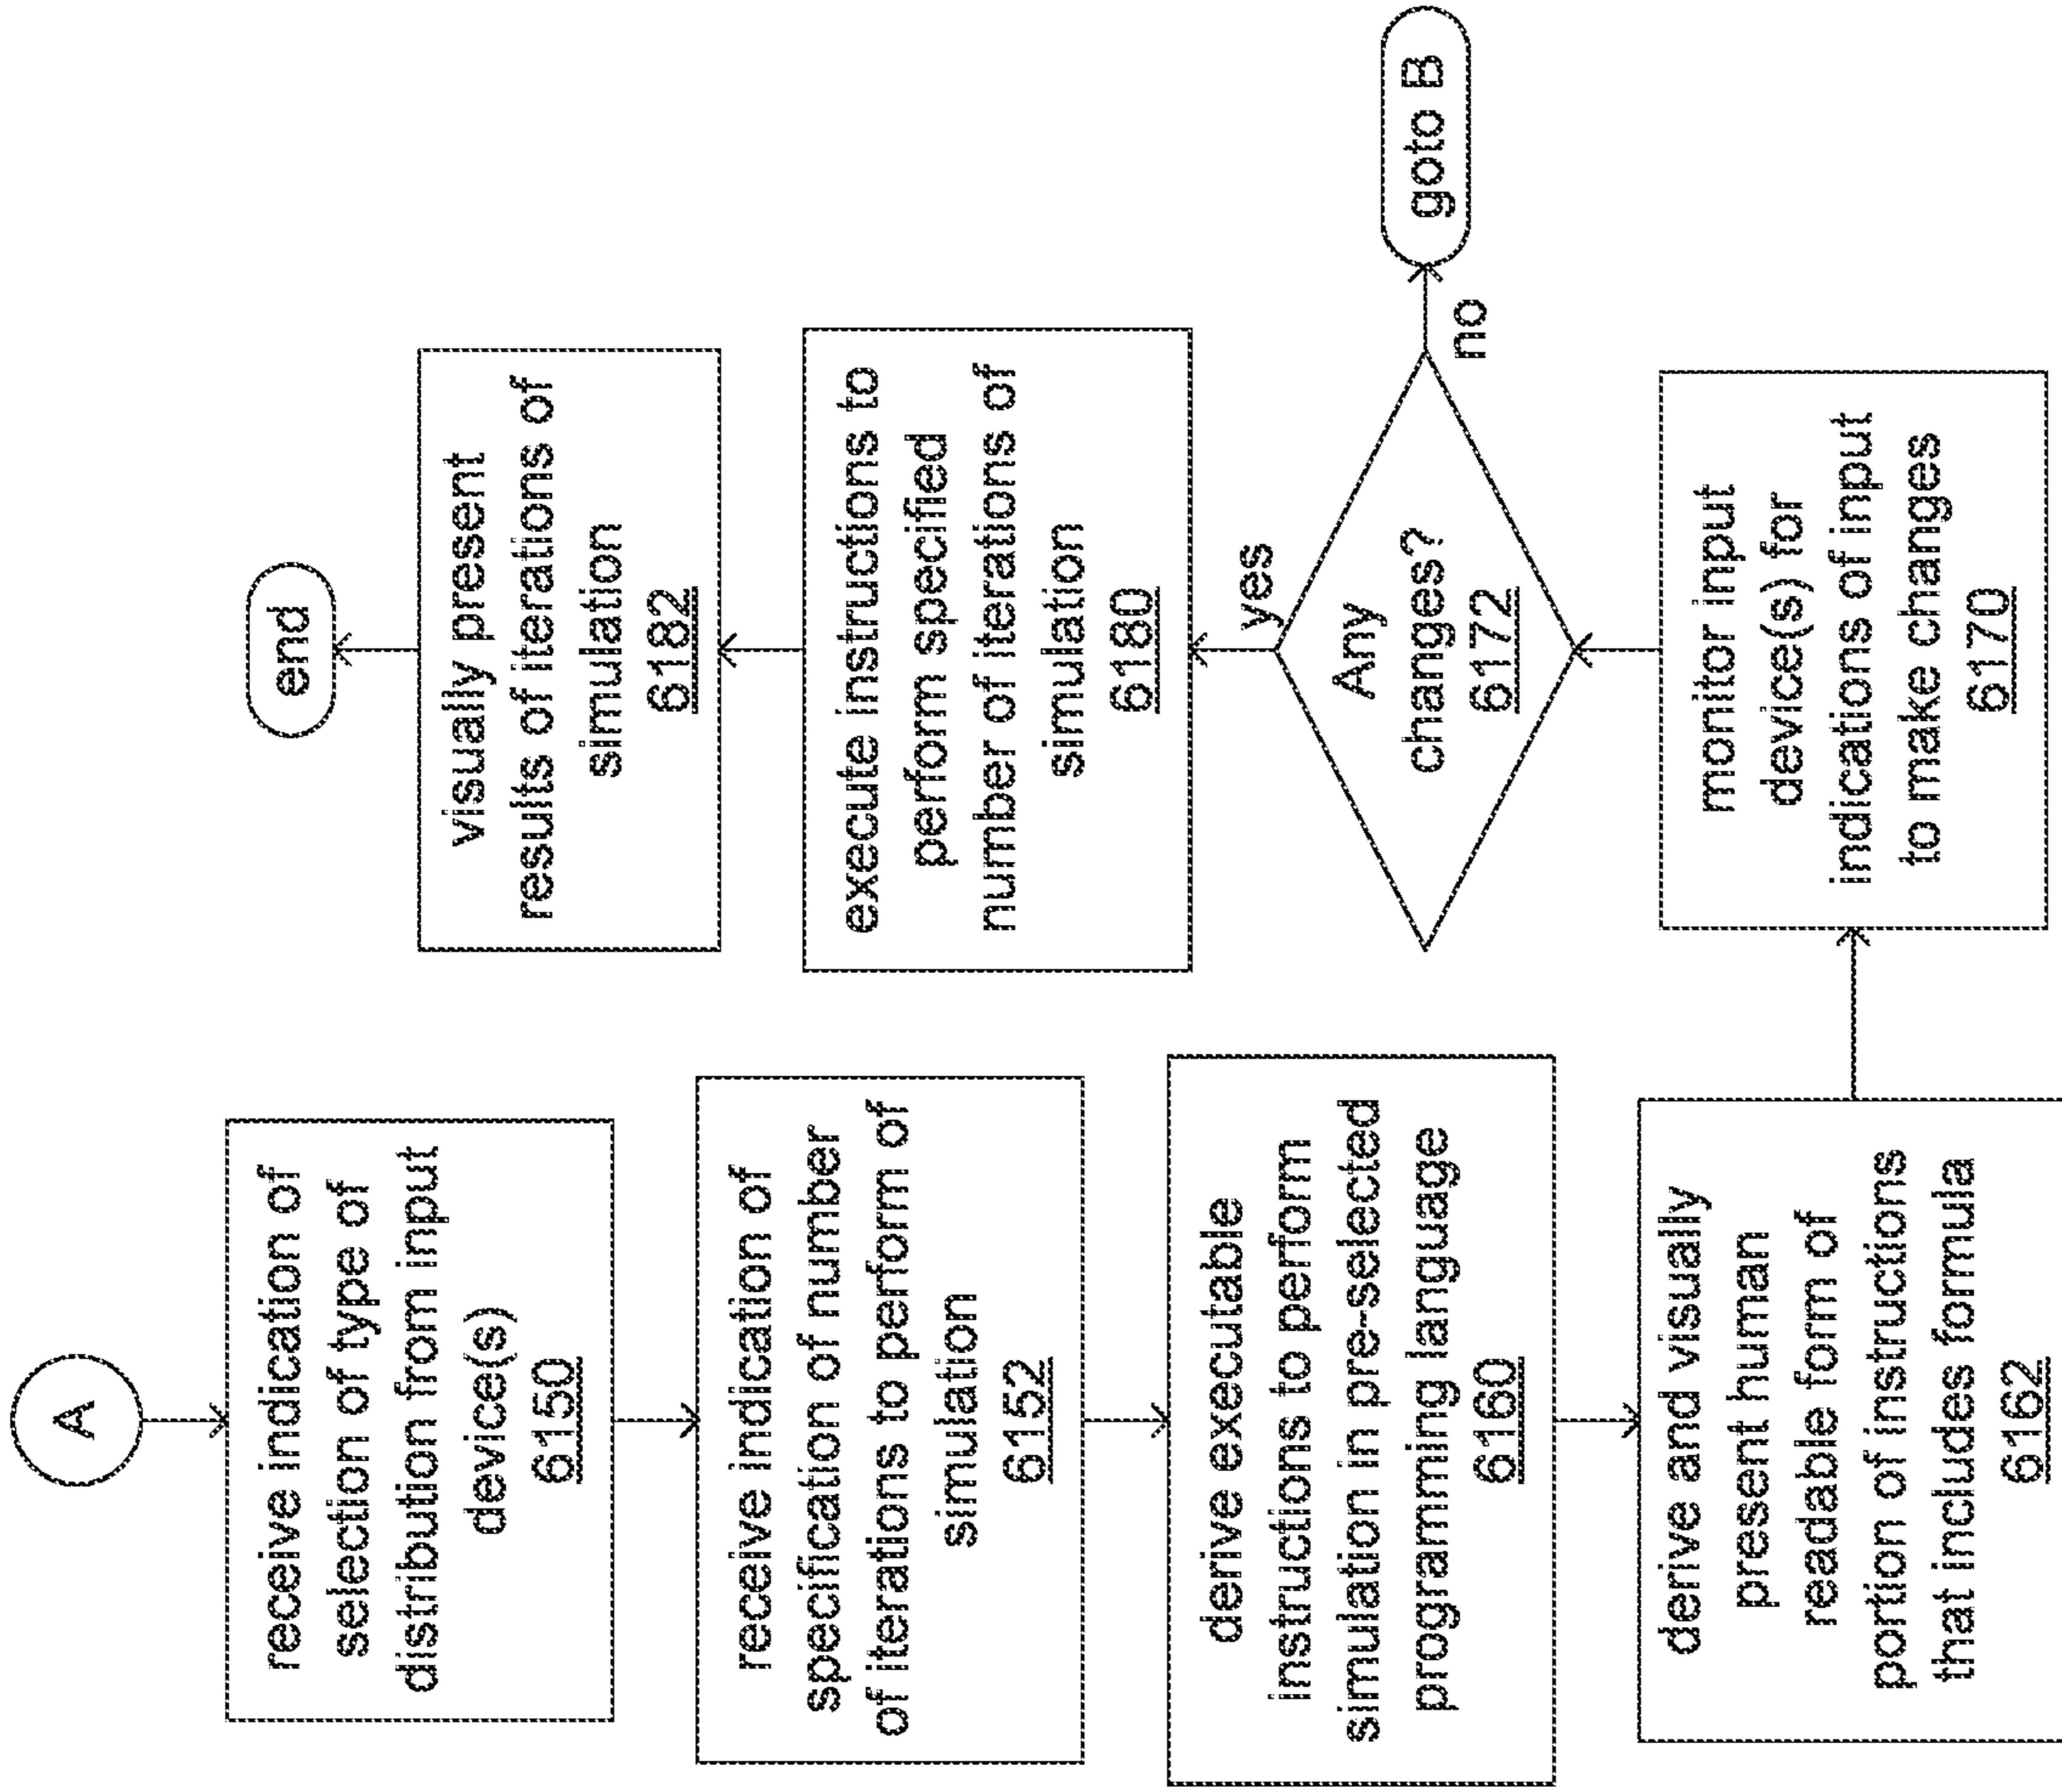 A
receive indication of
selection of type of
distribution from input
device(s)
6150
receive indication of
specification of number
of iterations to perform of
simulation
6152
derive executable
instructions to perform
simulation in pre-selected
programming language
6160
derive and visually
present human
readable form of
portion of instructions
that includes formula
6162
monitor input
device(s) for
indications of input
to make changes
6170
Any
changes?
6172
no
goto B
yes
execute instructions to
perform specified
number of iterations of
simulation
6180
visually present
results of iterations of
simulation
6182
end